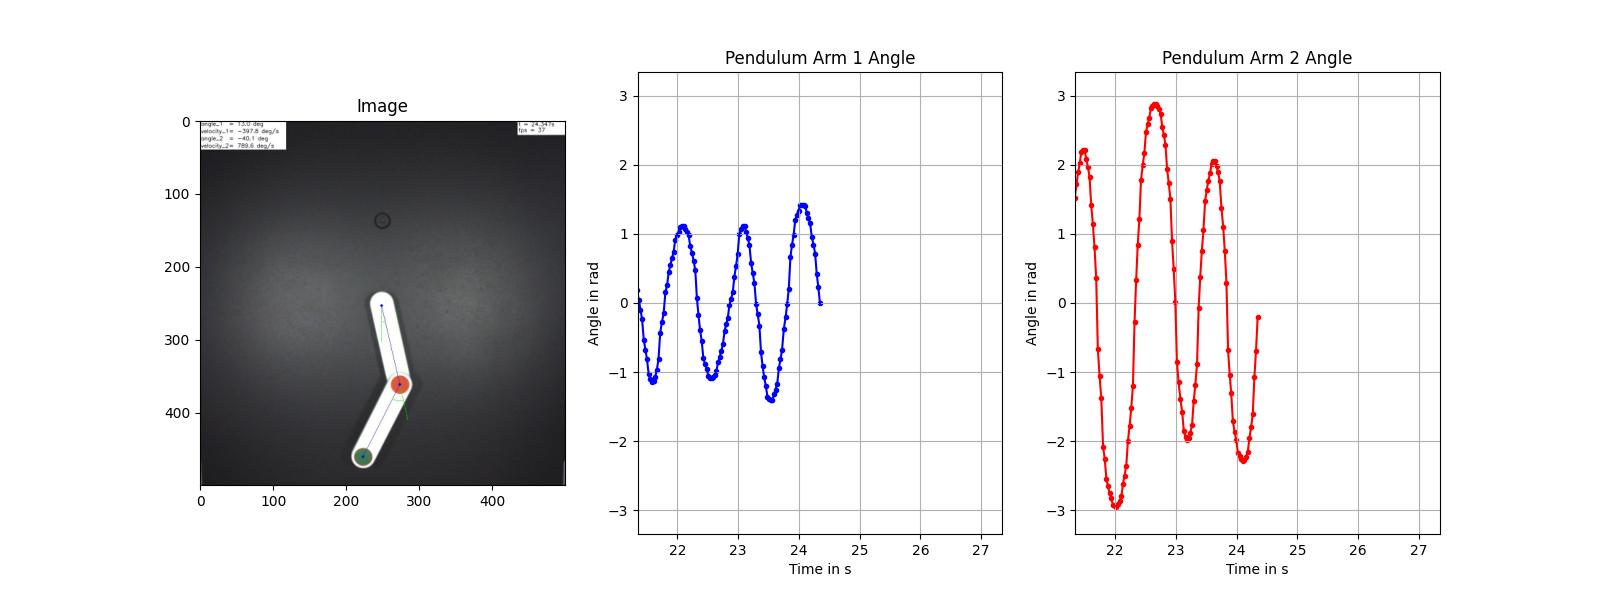 Image
angle_1 = 13.0 deg
velocity_1= -397.8 deg/s
angle_2 = -40.1 deg
velocity_2= 789.6 deg/s
t = 24.347s
fps = 37
0
100
200
300
400
0 100 200 300 400
Pendulum Arm 1 Angle
Angle in rad
3
2
1
0
−1
−2
−3
22 23 24 25 26 27
Time in s
Pendulum Arm 2 Angle
Angle in rad
3
2
1
0
−1
−2
−3
22 23 24 25 26 27
Time in s